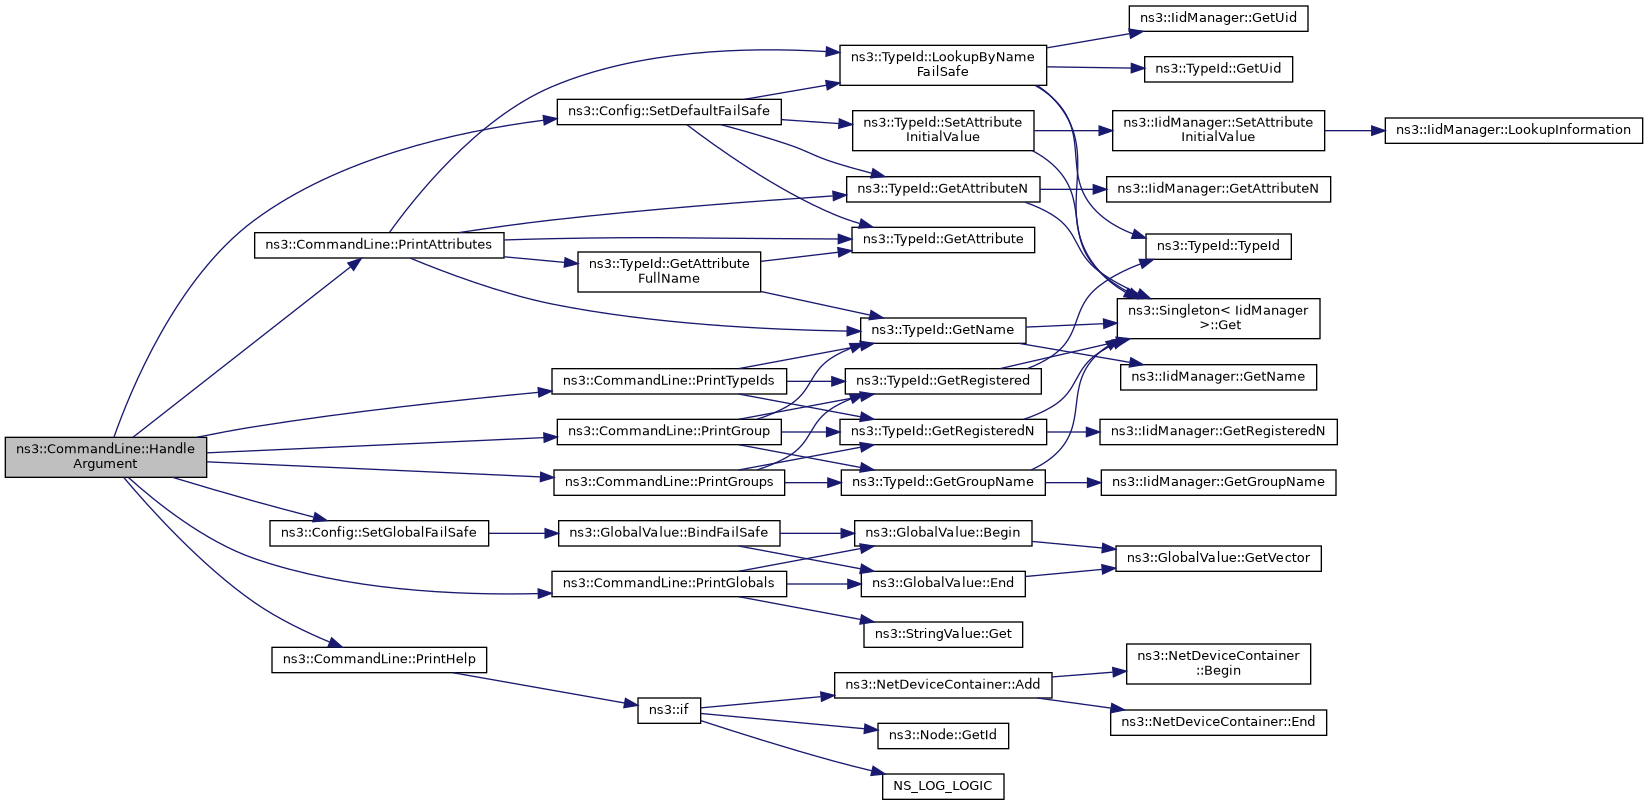 ns3::IidManager::GetUid
ns3::TypeId::LookupByName
FailSafe
ns3::TypeId::GetUid
ns3::Config::SetDefaultFailSafe
ns3::TypeId::SetAttribute
InitialValue
ns3::IidManager::SetAttribute
InitialValue
ns3::IidManager::LookupInformation
ns3::TypeId::GetAttributeN
ns3::IidManager::GetAttributeN
ns3::CommandLine::PrintAttributes
ns3::TypeId::GetAttribute
ns3::TypeId::TypeId
ns3::TypeId::GetAttribute
FullName
ns3::Singleton< IidManager
>::Get
ns3::TypeId::GetName
ns3::IidManager::GetName
ns3::CommandLine::PrintTypeIds
ns3::TypeId::GetRegistered
ns3::CommandLine::PrintGroup
ns3::TypeId::GetRegisteredN
ns3::IidManager::GetRegisteredN
ns3::CommandLine::Handle
Argument
ns3::CommandLine::PrintGroups
ns3::TypeId::GetGroupName
ns3::IidManager::GetGroupName
ns3::Config::SetGlobalFailSafe
ns3::GlobalValue::BindFailSafe
ns3::GlobalValue::Begin
ns3::GlobalValue::GetVector
ns3::CommandLine::PrintGlobals
ns3::GlobalValue::End
ns3::StringValue::Get
ns3::CommandLine::PrintHelp
ns3::NetDeviceContainer
::Begin
ns3::NetDeviceContainer::Add
ns3::if
ns3::NetDeviceContainer::End
ns3::Node::GetId
NS_LOG_LOGIC